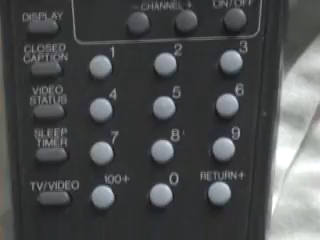 DISPLAY
- CHANNEL +
ON/OFF
CLOSED
CAPTION
1 2 3
VIDEO
STATUS
4 5 6
SLEEP
TIMER
7 8 9
TV/VIDEO
100+ 0 RETURN+